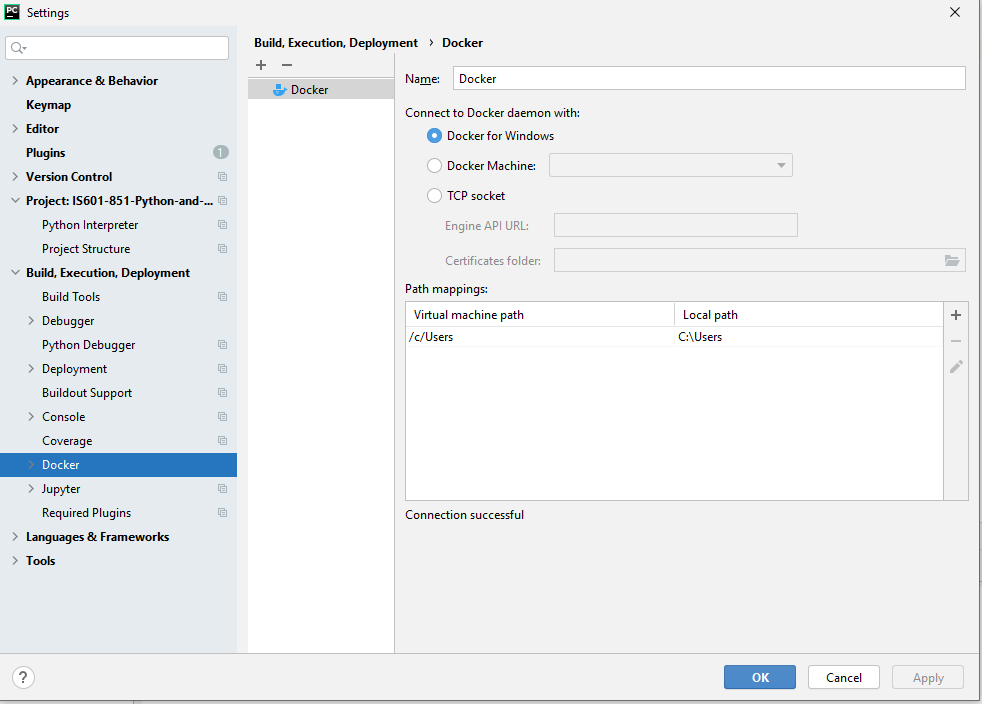 PC Settings
Appearance & Behavior
Keymap
Editor
Plugins 1
Version Control
Project: IS601-851-Python-and-...
Python Interpreter
Project Structure
Build, Execution, Deployment
Build Tools
Debugger
Python Debugger
Deployment
Buildout Support
Console
Coverage
Docker
Jupyter
Required Plugins
Languages & Frameworks
Tools
Build, Execution, Deployment › Docker
Docker
Name: Docker
Connect to Docker daemon with:
Docker for Windows
Docker Machine:
TCP socket
Engine API URL:
Certificates folder:
Path mappings:
Virtual machine path Local path
/c/Users C:\Users
Connection successful
? OK Cancel Apply